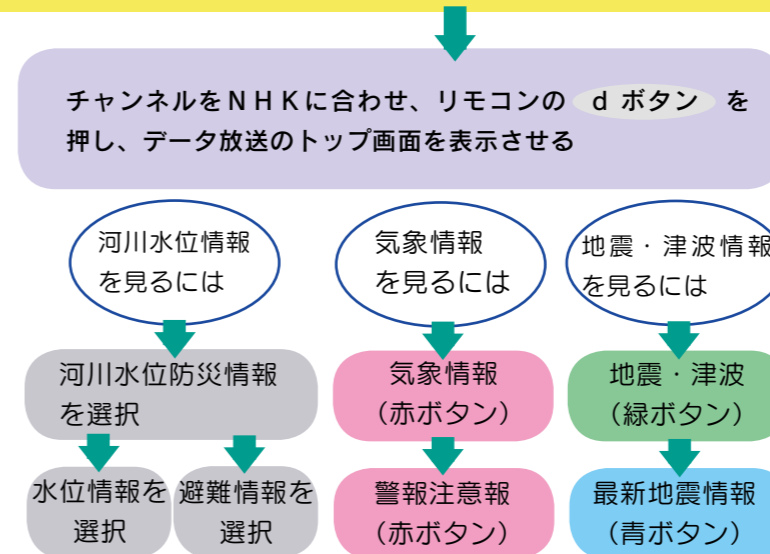 チャンネルをNHKに合わせ、リモコンの d ボタン を
押し、データ放送のトップ画面を表示させる
河川水位情報
を見るには
気象情報
を見るには
地震・津波情報
を見るには
河川水位防災情報
を選択
気象情報
（赤ボタン）
地震・津波
（緑ボタン）
水位情報を
選択
避難情報を
選択
警報注意報
（赤ボタン）
最新地震情報
（青ボタン）